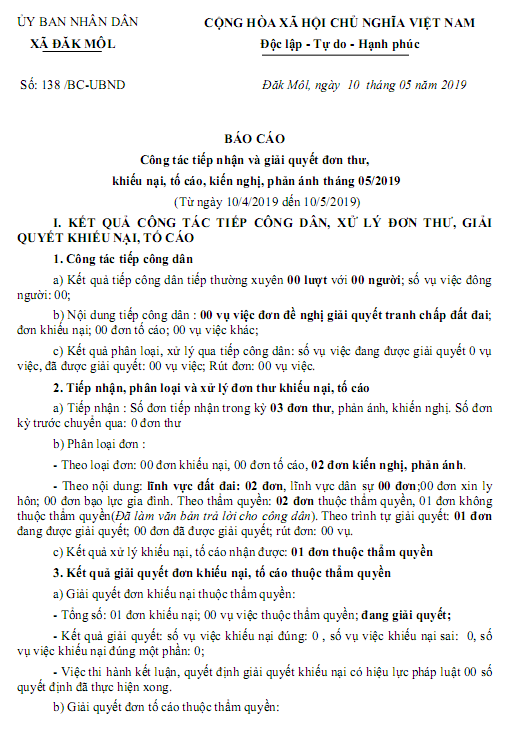 ỦY BAN NHÂN DÂN
XÃ ĐĂK MÔL
CỘNG HÒA XÃ HỘI CHỦ NGHĨA VIỆT NAM
Độc lập - Tự do - Hạnh phúc
Số: 138 /BC-UBND
Đăk Môl, ngày 10 tháng 05 năm 2019
BÁO CÁO
Công tác tiếp nhận và giải quyết đơn thư,
khiếu nại, tố cáo, kiến nghị, phản ánh tháng 05/2019
(Từ ngày 10/4/2019 đến 10/5/2019)
I. KẾT QUẢ CÔNG TÁC TIẾP CÔNG DÂN, XỬ LÝ ĐƠN THƯ, GIẢI
QUYẾT KHIẾU NẠI, TỐ CÁO
1. Công tác tiếp công dân
a) Kết quả tiếp công dân tiếp thường xuyên 00 lượt với 00 người; số vụ việc đông
người: 00;
b) Nội dung tiếp công dân : 00 vụ việc đơn đề nghị giải quyết tranh chấp đất đai;
đơn khiếu nại; 00 đơn tố cáo; 00 vụ việc khác;
c) Kết quả phân loại, xử lý qua tiếp công dân: số vụ việc đang được giải quyết 0 vụ
việc, đã được giải quyết: 00 vụ việc; Rút đơn: 00 vụ việc.
2. Tiếp nhận, phân loại và xử lý đơn thư khiếu nại, tố cáo
a) Tiếp nhận : Số đơn tiếp nhận trong kỳ 03 đơn thư, phản ánh, khiến nghị. Số đơn
kỳ trước chuyển qua: 0 đơn thư
b) Phân loại đơn :
- Theo loại đơn: 00 đơn khiếu nại, 00 đơn tố cáo, 02 đơn kiến nghị, phản ánh.
- Theo nội dung: lĩnh vực đất đai: 02 đơn, lĩnh vực dân sự 00 đơn;00 đơn xin ly
hôn; 00 đơn bạo lực gia đình. Theo thẩm quyền: 02 đơn thuộc thẩm quyền, 01 đơn không
thuộc thẩm quyền(Đã làm văn bản trả lời cho công dân). Theo trình tự giải quyết: 01 đơn
đang được giải quyết; 00 đơn đã được giải quyết; rút đơn: 00 vụ.
c) Kết quả xử lý khiếu nại, tố cáo nhận được: 01 đơn thuộc thẩm quyền
3. Kết quả giải quyết đơn khiếu nại, tố cáo thuộc thẩm quyền
a) Giải quyết đơn khiếu nại thuộc thẩm quyền:
- Tổng số: 01 đơn khiếu nại; 00 vụ việc thuộc thẩm quyền; đang giải quyết;
- Kết quả giải quyết: số vụ việc khiếu nại đúng: 0 , số vụ việc khiếu nại sai: 0, số
vụ việc khiếu nại đúng một phần: 0;
- Việc thi hành kết luận, quyết định giải quyết khiếu nại có hiệu lực pháp luật 00 số
quyết định đã thực hiện xong.
b) Giải quyết đơn tố cáo thuộc thẩm quyền: